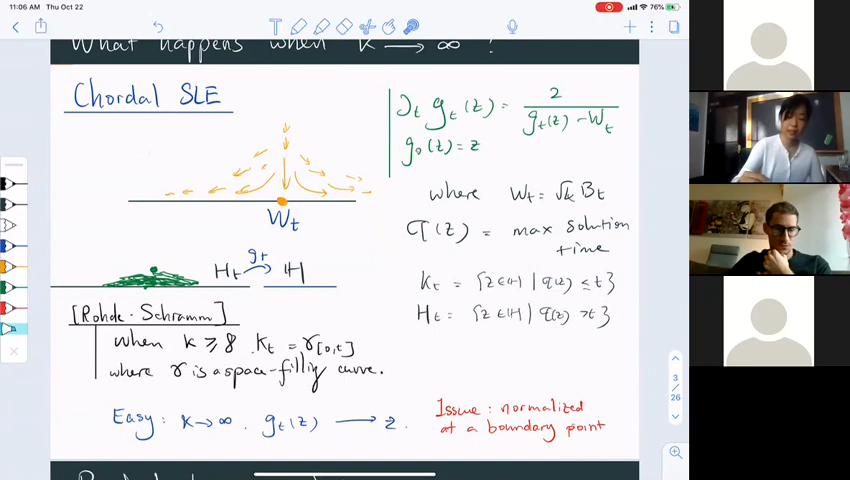 11:06 AM Thu Oct 22
76%
What happens when κ → ∞ ?
Chordal SLE
∂t gt(z) = 2 / (gt(z) - Wt)
g0(z) = z
where Wt = √κ Bt
τ(z) = max solution time
Wt
Ht gt→ ℍ
Kt = {z∈ℍ | τ(z) ≤ t}
Ht = {z∈ℍ | τ(z) > t}
[Rohde-Schramm]
when κ ≥ 8 . Kt = γ[0,t]
where γ is a space-filliy curve.
Easy : κ → ∞ . gt(z) → z.
Issue : normalized
at a boundary point
3
/
26